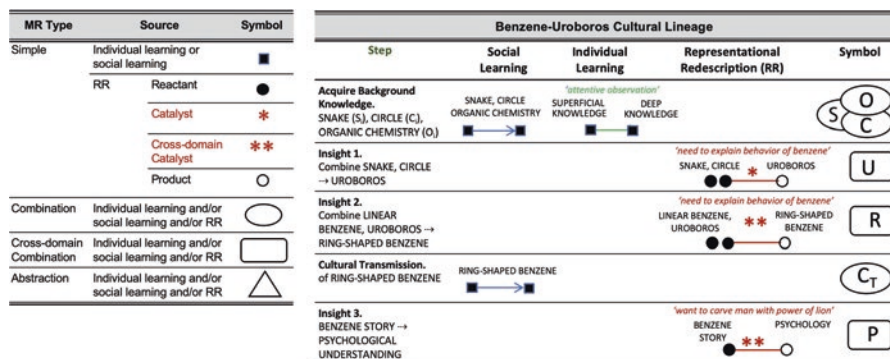 MR Type Source Symbol
Simple Individual learning or
social learning
RR Reactant
Catalyst *
Cross-domain **
Catalyst
Product
Combination Individual learning and/or
social learning and/or RR
Cross-domain Individual learning and/or
Combination social learning and/or RR
Abstraction Individual learning and/or
social learning and/or RR
Benzene-Uroboros Cultural Lineage
Step Social Individual Representational Symbol
Learning Learning Redescription (RR)
Acquire Background
Knowledge.
SNAKE (Sᵢ), CIRCLE (Cᵢ),
ORGANIC CHEMISTRY (Oᵢ)
SNAKE, CIRCLE
ORGANIC CHEMISTRY
'attentive observation'
SUPERFICIAL DEEP
KNOWLEDGE KNOWLEDGE
S O C
Insight 1.
Combine SNAKE, CIRCLE
→ UROBOROS
'need to explain behavior of benzene'
SNAKE, CIRCLE * UROBOROS
U
Insight 2.
Combine LINEAR
BENZENE, UROBOROS →
RING-SHAPED BENZENE
'need to explain behavior of benzene'
LINEAR BENZENE, RING-SHAPED
UROBOROS ** BENZENE
R
Cultural Transmission.
of RING-SHAPED BENZENE
RING-SHAPED BENZENE
C_T
Insight 3.
BENZENE STORY →
PSYCHOLOGICAL
UNDERSTANDING
'want to carve man with power of lion'
BENZENE PSYCHOLOGY
STORY **
P